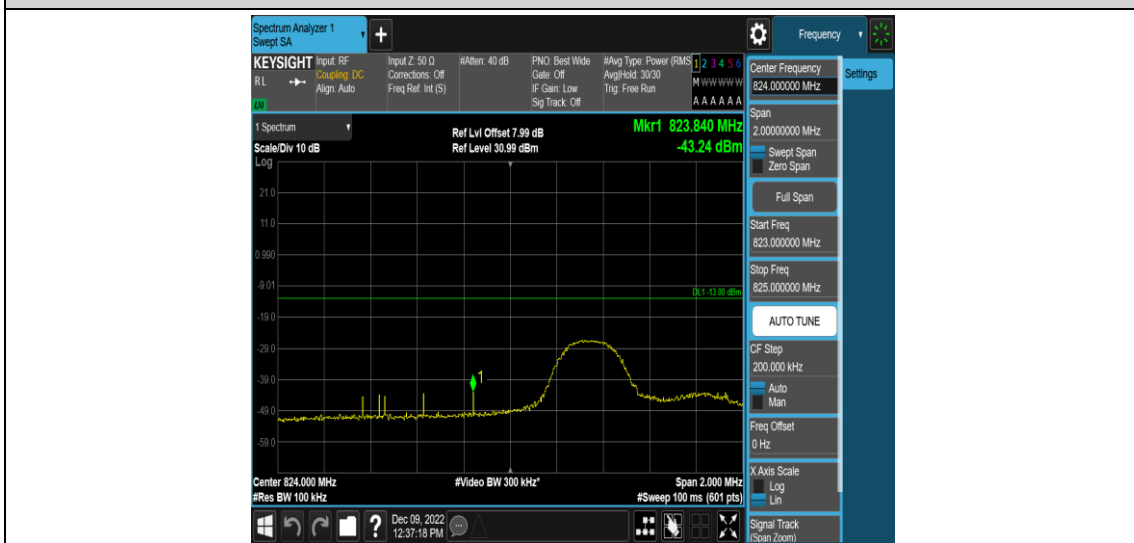 Spectrum Analyzer 1
Swept SA
+
Frequency
KEYSIGHT
RL
LXI
Input: RF
Coupling: DC
Align: Auto
Input Z: 50 Ω
Corrections: Off
Freq Ref: Int (S)
#Atten: 40 dB
PNO: Best Wide
Gate: Off
IF Gain: Low
Sig Track: Off
#Avg Type: Power (RMS
Avg|Hold: 30/30
Trig: Free Run
1 2 3 4 5 6
M W W W W W
A A A A A A
1 Spectrum
Scale/Div 10 dB
Ref Lvl Offset 7.99 dB
Ref Level 30.99 dBm
Mkr1 823.840 MHz
-43.24 dBm
Log
21.0
11.0
0.990
-9.01
DL1 -13.00 dBm
-19.0
-29.0
-39.0
1
-49.0
-59.0
Center 824.000 MHz
#Video BW 300 kHz*
Span 2.000 MHz
#Res BW 100 kHz
#Sweep 100 ms (601 pts)
Center Frequency
824.000000 MHz
Settings
Span
2.00000000 MHz
Swept Span
Zero Span
Full Span
Start Freq
823.000000 MHz
Stop Freq
825.000000 MHz
AUTO TUNE
CF Step
200.000 kHz
Auto
Man
Freq Offset
0 Hz
X Axis Scale
Log
Lin
Signal Track
(Span Zoom)
?
Dec 09, 2022
12:37:18 PM